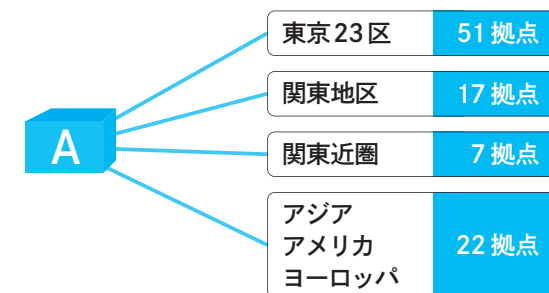 東京23区 51拠点
関東地区 17拠点
A
関東近圏 7拠点
アジア
アメリカ
ヨーロッパ
22拠点